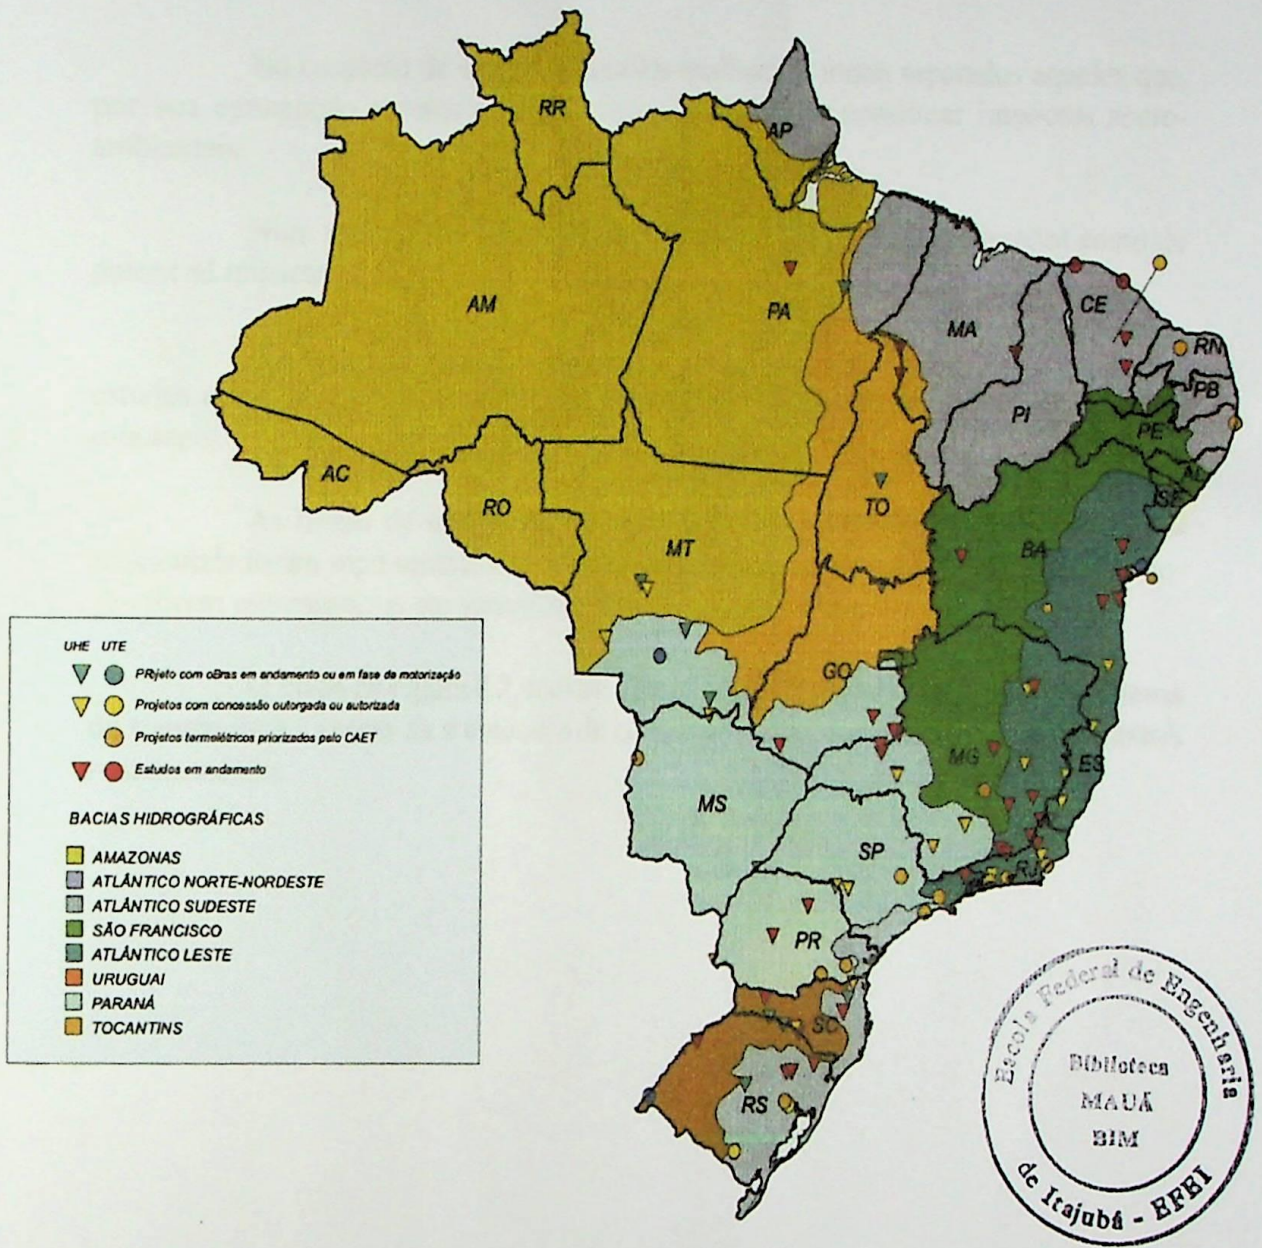 RR
AP
AM
PA
MA
CE
RN
PB
PI
PE
AC
AL
SE
RO
TO
MT
BA
GO
MG
ES
MS
SP
RJ
PR
SC
RS
UHE UTE
PRjeto com oBras em andamento ou em fase de motorização
Projetos com concessão outorgada ou autorizada
Projetos termelétricos priorizados pelo CAET
Estudos em andamento
BACIAS HIDROGRÁFICAS
AMAZONAS
ATLÂNTICO NORTE-NORDESTE
ATLÂNTICO SUDESTE
SÃO FRANCISCO
ATLÂNTICO LESTE
URUGUAI
PARANÁ
TOCANTINS
Escola Federal de Engenharia
Biblioteca
MAUÁ
BIM
de Itajubá - EFEI